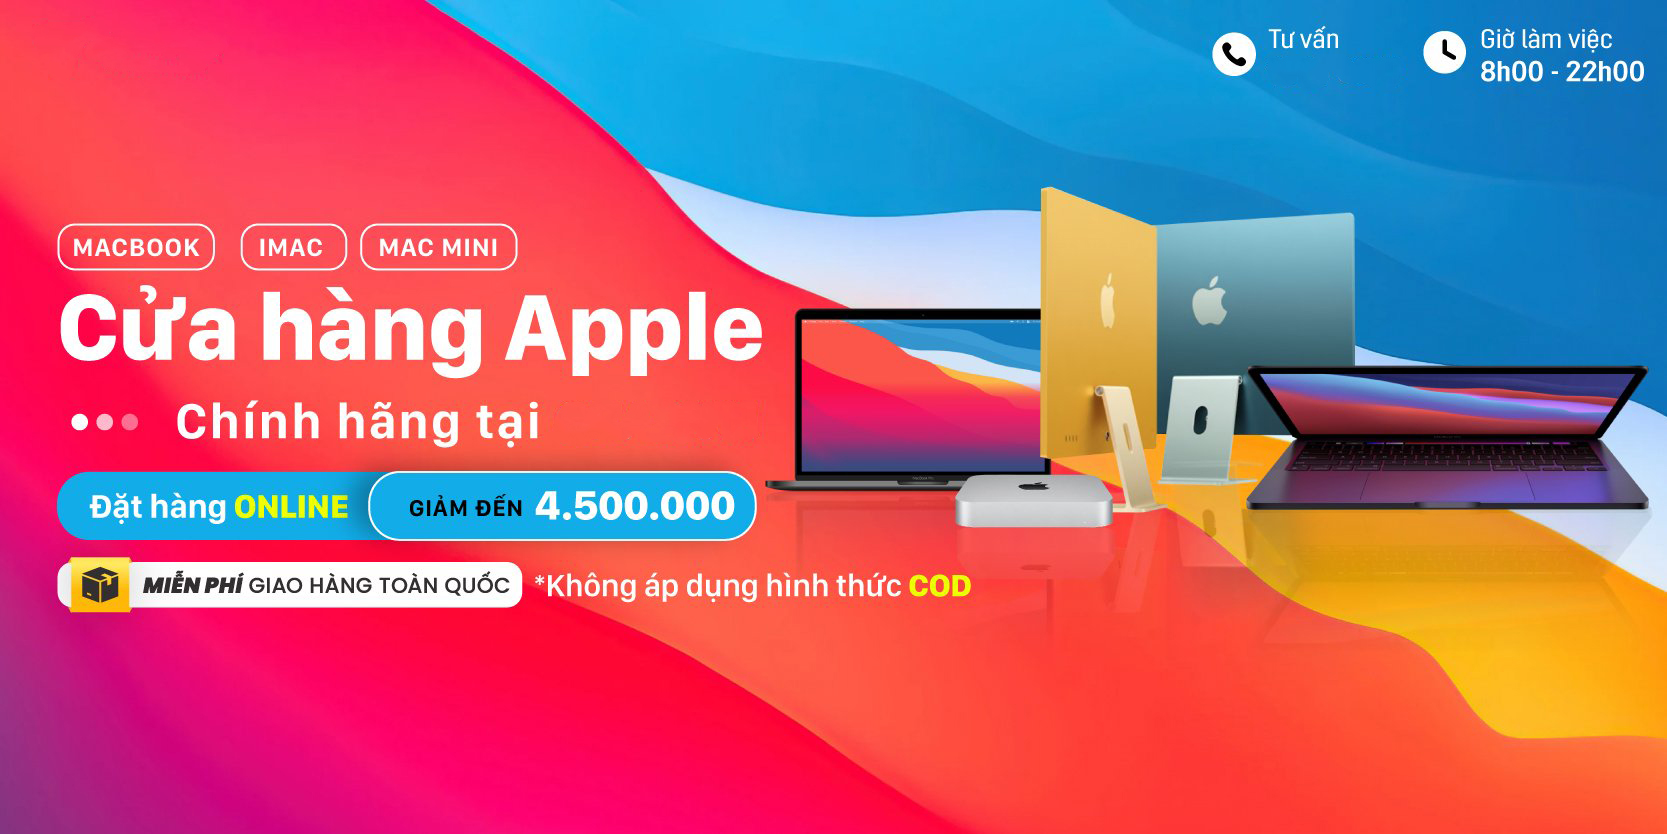 Tư vấn
Giờ làm việc
8h00 - 22h00
MACBOOK
IMAC
MAC MINI
Cửa hàng Apple
Chính hãng tại
Đặt hàng ONLINE
GIẢM ĐẾN 4.500.000
MIỄN PHÍ GIAO HÀNG TOÀN QUỐC
*Không áp dụng hình thức COD